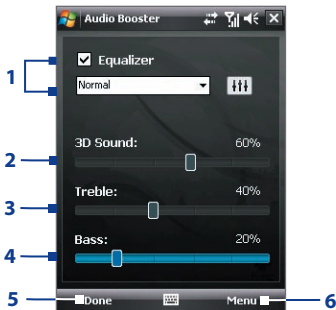 Audio Booster
1
Equalizer
Normal
3D Sound: 60%
2
Treble: 40%
3
Bass: 20%
4
5 Done Menu 6